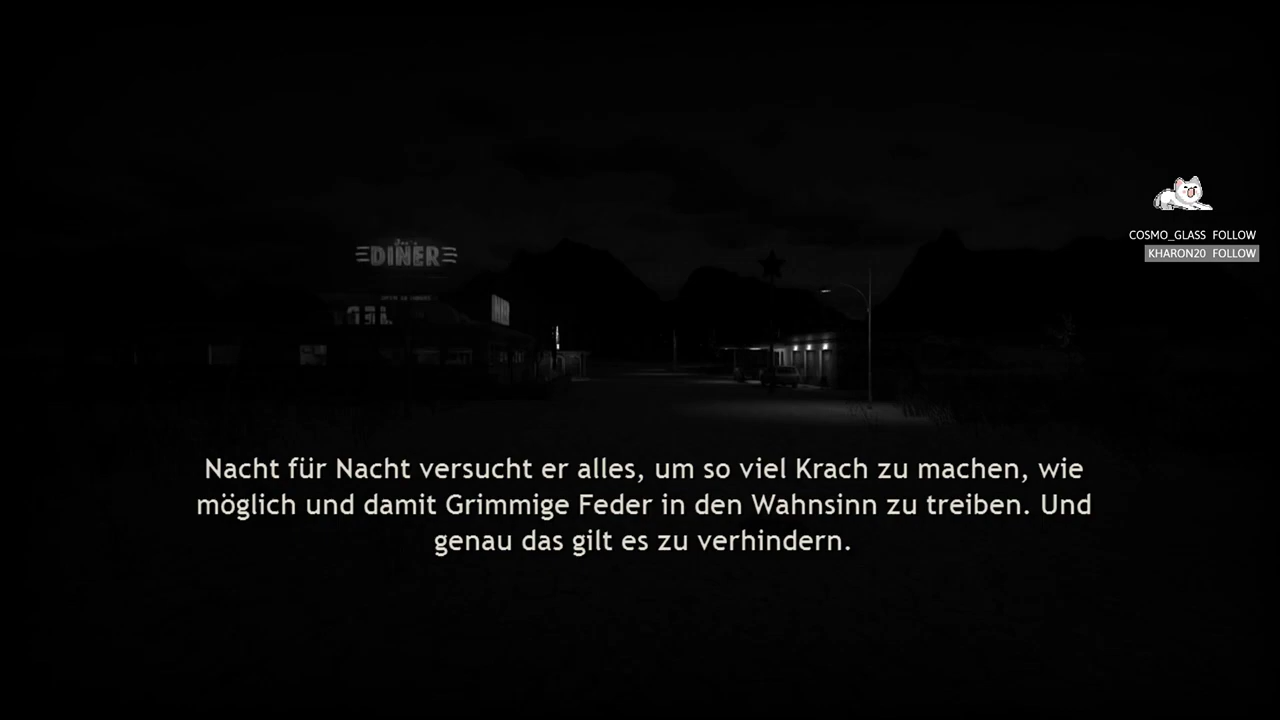 DINER
COSMO_GLASS FOLLOW
KHARON20 FOLLOW
Nacht für Nacht versucht er alles, um so viel Krach zu machen, wie
möglich und damit Grimmige Feder in den Wahnsinn zu treiben. Und
genau das gilt es zu verhindern.